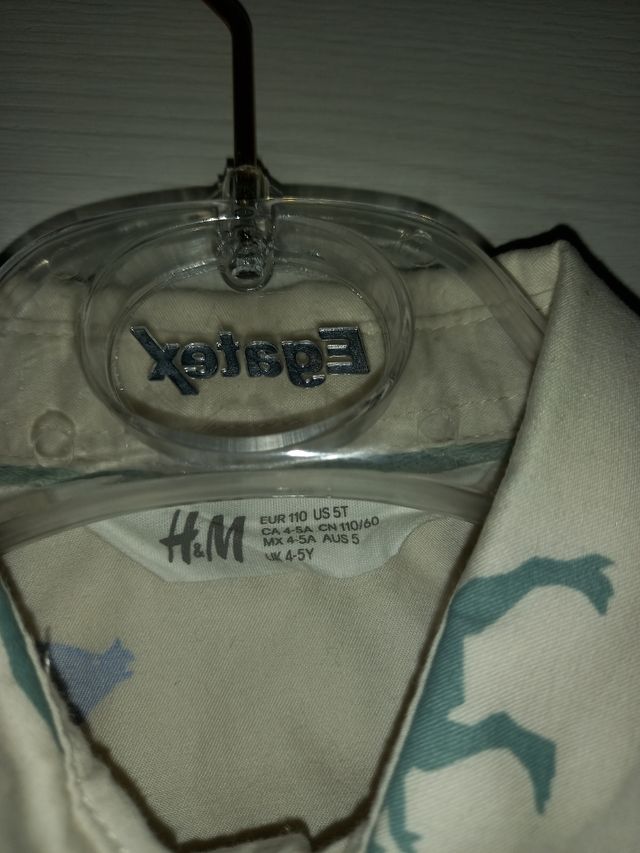 Egatex
H&M
EUR 110 US 5T
CA 4-5A CN 110/60
MX 4-5A AUS 5
UK 4-5Y